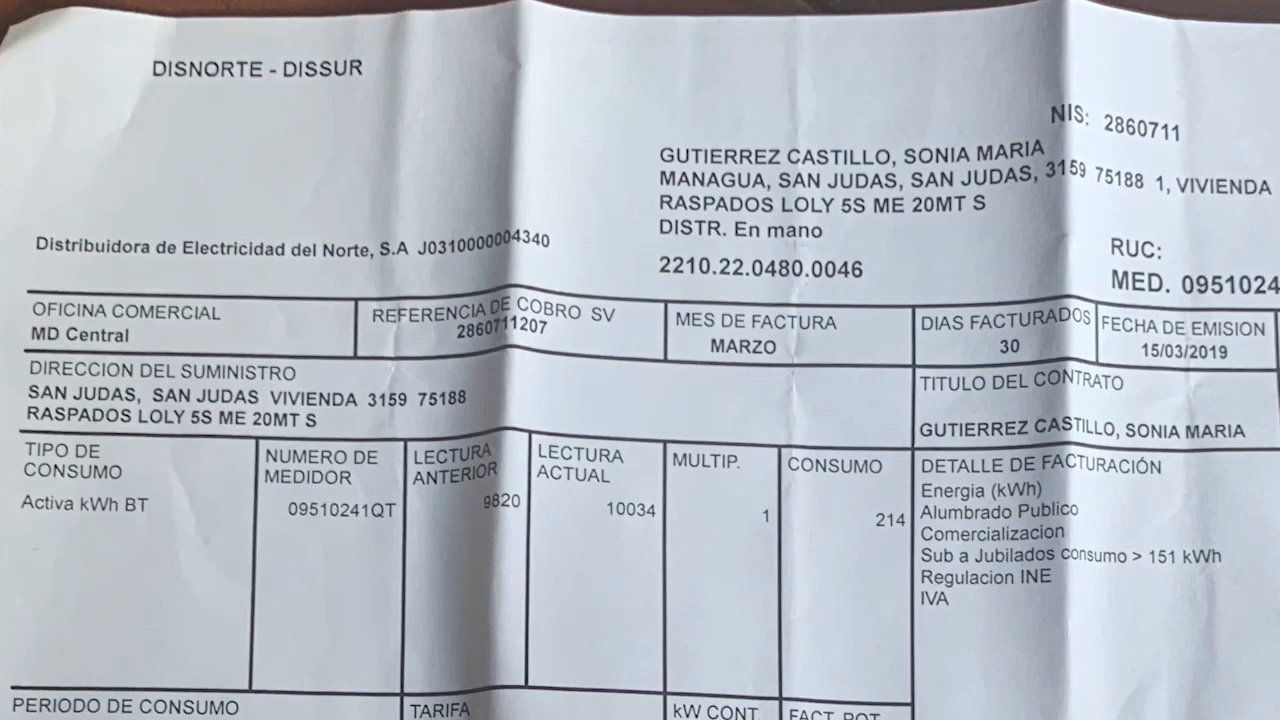 DISNORTE - DISSUR
NIS: 2860711
GUTIERREZ CASTILLO, SONIA MARIA
MANAGUA, SAN JUDAS, SAN JUDAS, 3159 75188 1, VIVIENDA
RASPADOS LOLY 5S ME 20MT S
DISTR. En mano
Distribuidora de Electricidad del Norte, S.A J0310000004340
2210.22.0480.0046
RUC:
MED. 0951024
OFICINA COMERCIAL
MD Central
REFERENCIA DE COBRO SV
2860711207
MES DE FACTURA
MARZO
DIAS FACTURADOS
30
FECHA DE EMISION
15/03/2019
DIRECCION DEL SUMINISTRO
SAN JUDAS, SAN JUDAS VIVIENDA 3159 75188
RASPADOS LOLY 5S ME 20MT S
TITULO DEL CONTRATO
GUTIERREZ CASTILLO, SONIA MARIA
TIPO DE
CONSUMO
Activa kWh BT
NUMERO DE
MEDIDOR
09510241QT
LECTURA
ANTERIOR
9820
LECTURA
ACTUAL
10034
MULTIP.
1
CONSUMO
214
DETALLE DE FACTURACIÓN
Energia (kWh)
Alumbrado Publico
Comercializacion
Sub a Jubilados consumo > 151 kWh
Regulacion INE
IVA
PERIODO DE CONSUMO
TARIFA
kW CONT.
FACT. POT